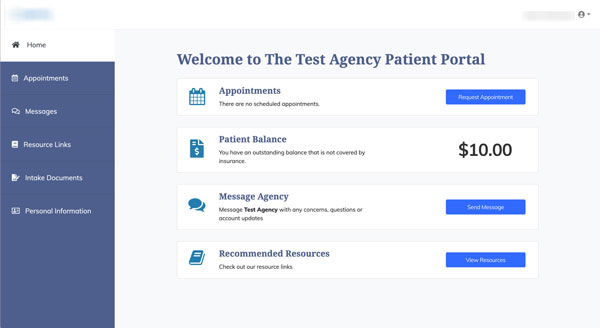 Home
Appointments
Messages
Resource Links
Intake Documents
Personal Information
Welcome to The Test Agency Patient Portal
Appointments
There are no scheduled appointments.
Request Appointment
Patient Balance
You have an outstanding balance that is not covered by
insurance.
$10.00
Message Agency
Message Test Agency with any concerns, questions or
account updates
Send Message
Recommended Resources
Check out our resource links
View Resources